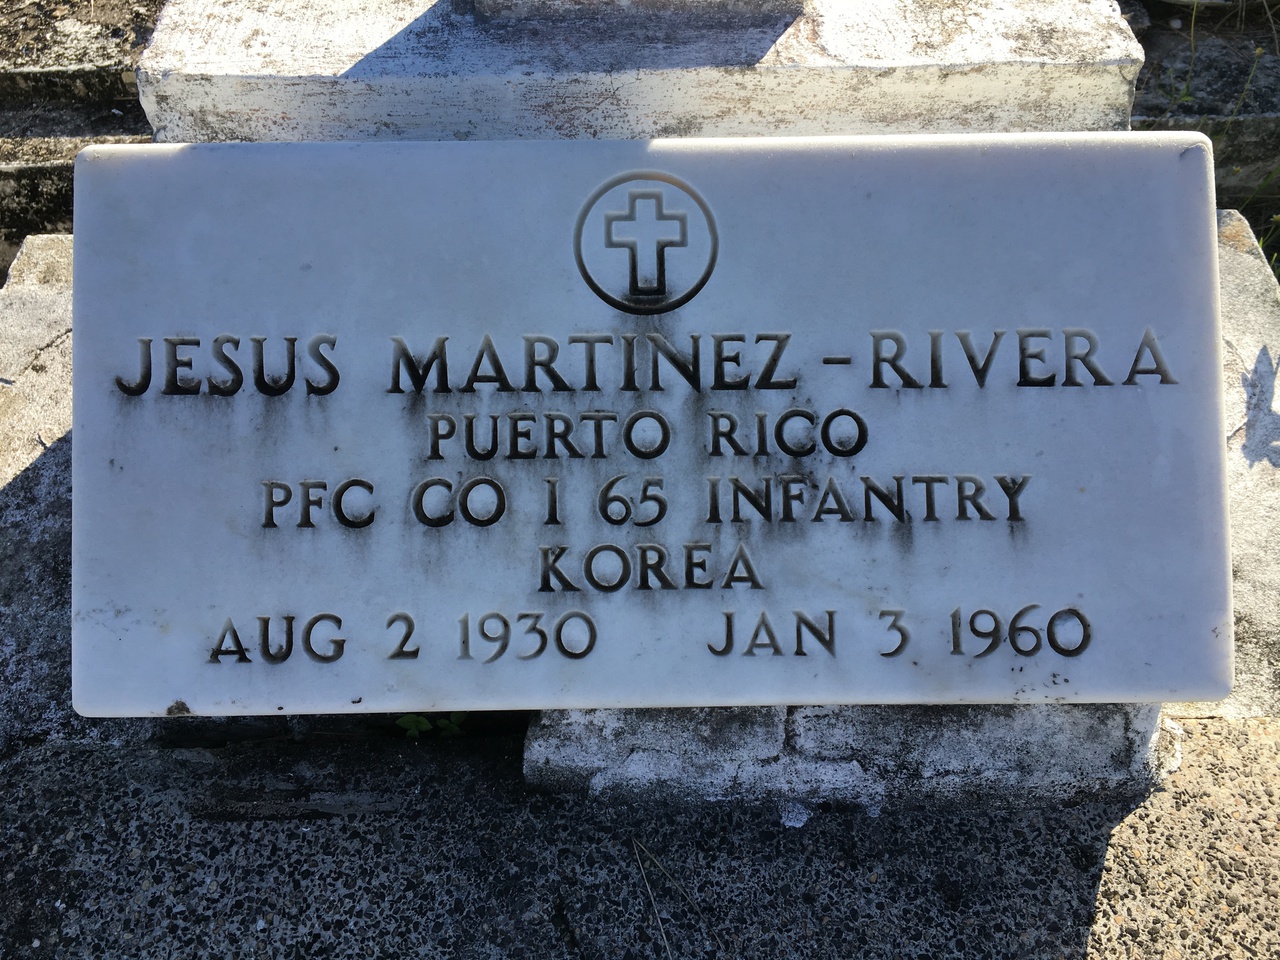 JESUS MARTINEZ-RIVERA
PUERTO RICO
PFC CO I 65 INFANTRY
KOREA
AUG 2 1930 JAN 3 1960